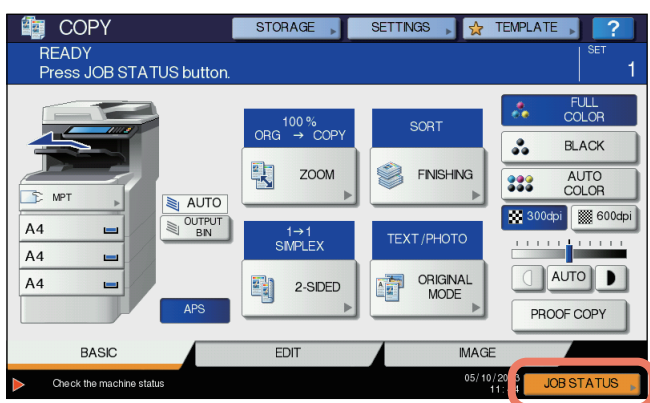 COPY
STORAGE
SETTINGS
TEMPLATE
?
READY
SET
Press JOB STATUS button.
1
100 %
ORG → COPY
SORT
FULL
COLOR
BLACK
ZOOM
FINISHING
AUTO
COLOR
MPT
AUTO
OUTPUT
BIN
300dpi
600dpi
A4
A4
A4
1→1
SIMPLEX
TEXT/PHOTO
2-SIDED
ORIGINAL
MODE
AUTO
APS
PROOF COPY
BASIC
EDIT
IMAGE
Check the machine status
05/10/20
11:
JOB STATUS